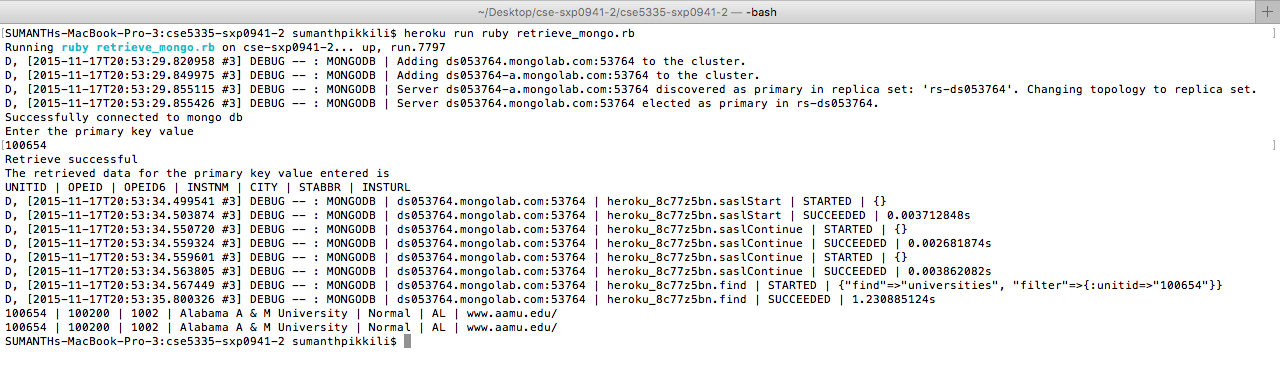 ~/Desktop/cse-sxp0941-2/cse5335-sxp0941-2 — -bash
SUMANTHs-MacBook-Pro-3:cse5335-sxp0941-2 sumanthpikkili$ heroku run ruby retrieve_mongo.rb
Running ruby retrieve_mongo.rb on cse-sxp0941-2... up, run.7797
D, [2015-11-17T20:53:29.820958 #3] DEBUG -- : MONGODB | Adding ds053764.mongolab.com:53764 to the cluster.
D, [2015-11-17T20:53:29.849975 #3] DEBUG -- : MONGODB | Adding ds053764-a.mongolab.com:53764 to the cluster.
D, [2015-11-17T20:53:29.855115 #3] DEBUG -- : MONGODB | Server ds053764-a.mongolab.com:53764 discovered as primary in replica set: 'rs-ds053764'. Changing topology to replica set.
D, [2015-11-17T20:53:29.855426 #3] DEBUG -- : MONGODB | Server ds053764.mongolab.com:53764 elected as primary in rs-ds053764.
Successfully connected to mongo db
Enter the primary key value
100654
Retrieve successful
The retrieved data for the primary key value entered is
UNITID | OPEID | OPEID6 | INSTNM | CITY | STABBR | INSTURL
D, [2015-11-17T20:53:34.499541 #3] DEBUG -- : MONGODB | ds053764.mongolab.com:53764 | heroku_8c77z5bn.saslStart | STARTED | {}
D, [2015-11-17T20:53:34.503874 #3] DEBUG -- : MONGODB | ds053764.mongolab.com:53764 | heroku_8c77z5bn.saslStart | SUCCEEDED | 0.003712848s
D, [2015-11-17T20:53:34.550720 #3] DEBUG -- : MONGODB | ds053764.mongolab.com:53764 | heroku_8c77z5bn.saslContinue | STARTED | {}
D, [2015-11-17T20:53:34.559324 #3] DEBUG -- : MONGODB | ds053764.mongolab.com:53764 | heroku_8c77z5bn.saslContinue | SUCCEEDED | 0.002681874s
D, [2015-11-17T20:53:34.559601 #3] DEBUG -- : MONGODB | ds053764.mongolab.com:53764 | heroku_8c77z5bn.saslContinue | STARTED | {}
D, [2015-11-17T20:53:34.563805 #3] DEBUG -- : MONGODB | ds053764.mongolab.com:53764 | heroku_8c77z5bn.saslContinue | SUCCEEDED | 0.003862082s
D, [2015-11-17T20:53:34.567449 #3] DEBUG -- : MONGODB | ds053764.mongolab.com:53764 | heroku_8c77z5bn.find | STARTED | {"find"=>"universities", "filter"=>{:unitid=>"100654"}}
D, [2015-11-17T20:53:35.800326 #3] DEBUG -- : MONGODB | ds053764.mongolab.com:53764 | heroku_8c77z5bn.find | SUCCEEDED | 1.230885124s
100654 | 100200 | 1002 | Alabama A & M University | Normal | AL | www.aamu.edu/
100654 | 100200 | 1002 | Alabama A & M University | Normal | AL | www.aamu.edu/
SUMANTHs-MacBook-Pro-3:cse5335-sxp0941-2 sumanthpikkili$